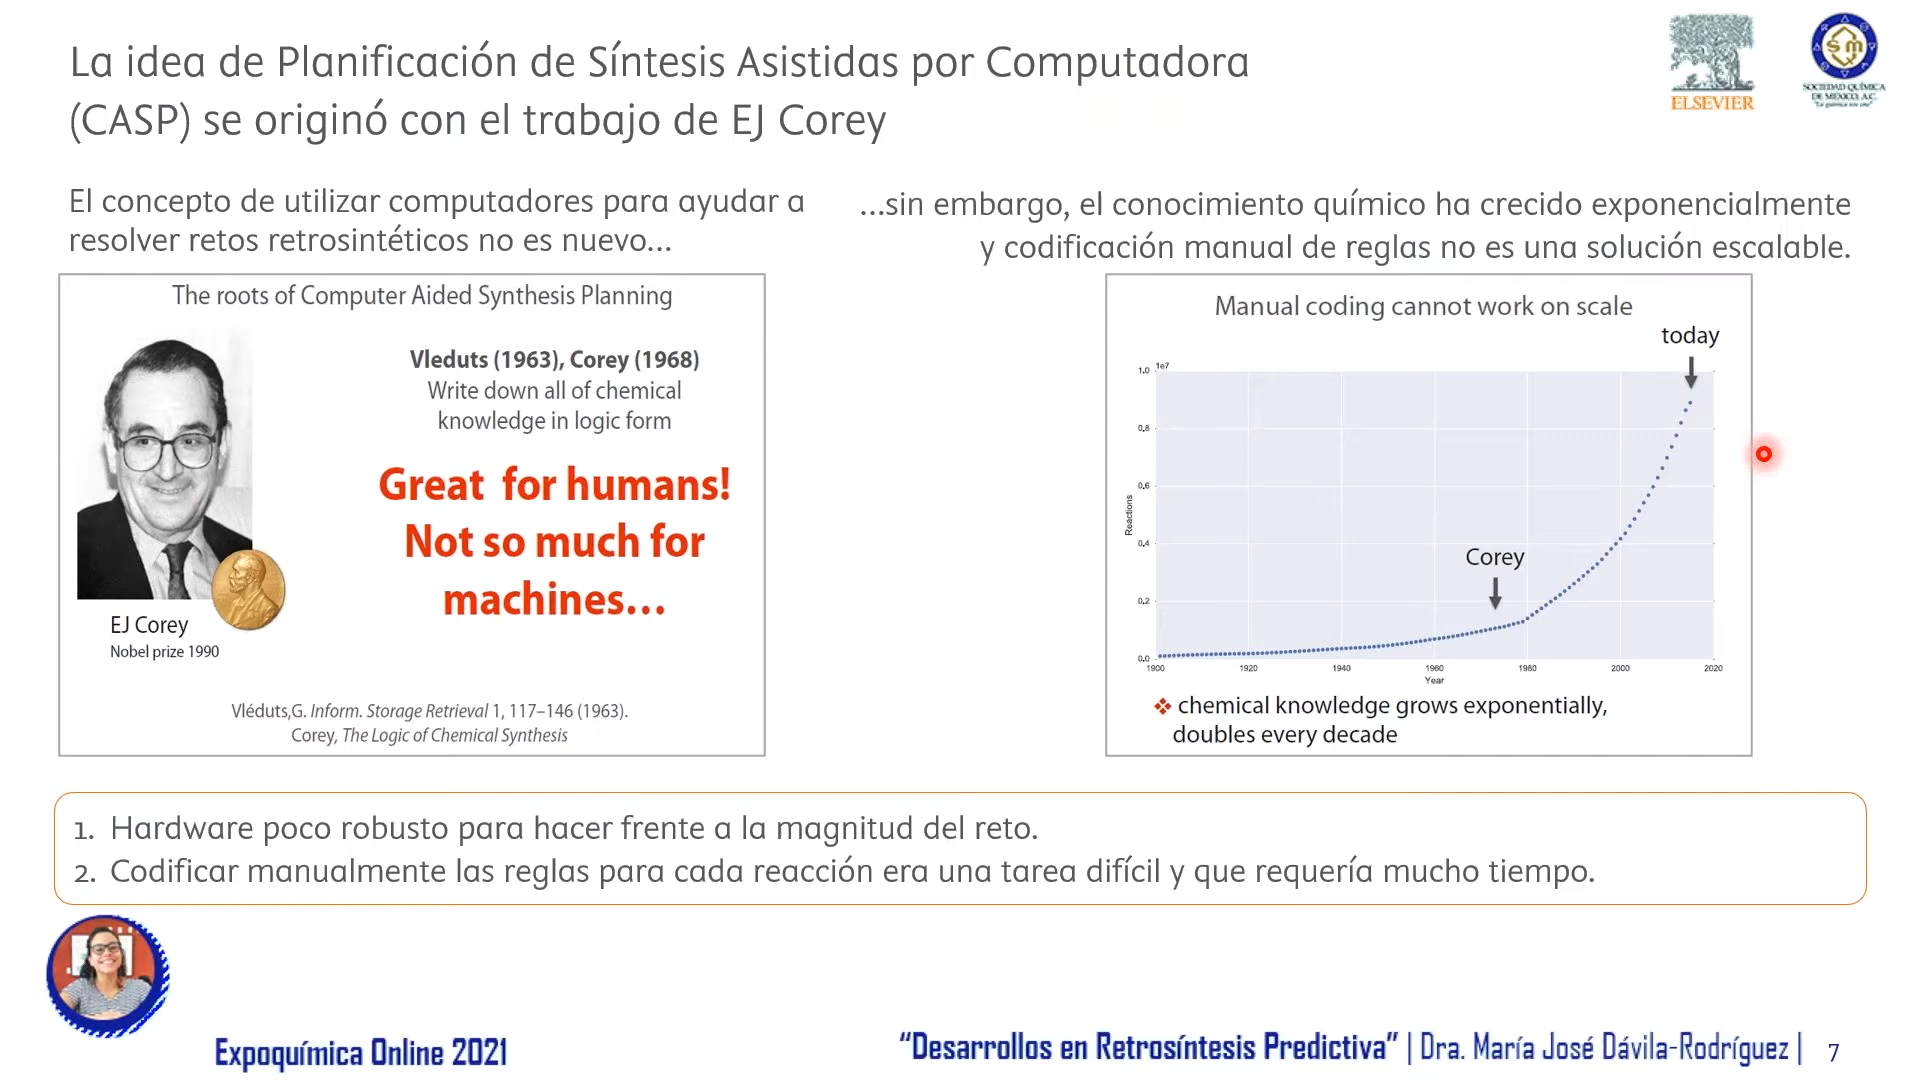 La idea de Planificación de Síntesis Asistidas por Computadora
(CASP) se originó con el trabajo de EJ Corey
ELSEVIER
SOCIEDAD QUÍMICA
DE MÉXICO, A.C.
El concepto de utilizar computadores para ayudar a
resolver retos retrosintéticos no es nuevo...
...sin embargo, el conocimiento químico ha crecido exponencialmente
y codificación manual de reglas no es una solución escalable.
The roots of Computer Aided Synthesis Planning
Vleduts (1963), Corey (1968)
Write down all of chemical
knowledge in logic form
Great for humans!
Not so much for
machines...
EJ Corey
Nobel prize 1990
Vléduts,G. Inform. Storage Retrieval 1, 117–146 (1963).
Corey, The Logic of Chemical Synthesis
Manual coding cannot work on scale
today
1e7
1.0
0.8
0.6
0.4
0.2
0.0
Reactions
Corey
1900 1920 1940 1960 1980 2000 2020
Year
❖ chemical knowledge grows exponentially,
doubles every decade
1. Hardware poco robusto para hacer frente a la magnitud del reto.
2. Codificar manualmente las reglas para cada reacción era una tarea difícil y que requería mucho tiempo.
Expoquímica Online 2021
“Desarrollos en Retrosíntesis Predictiva” | Dra. María José Dávila-Rodríguez | 7